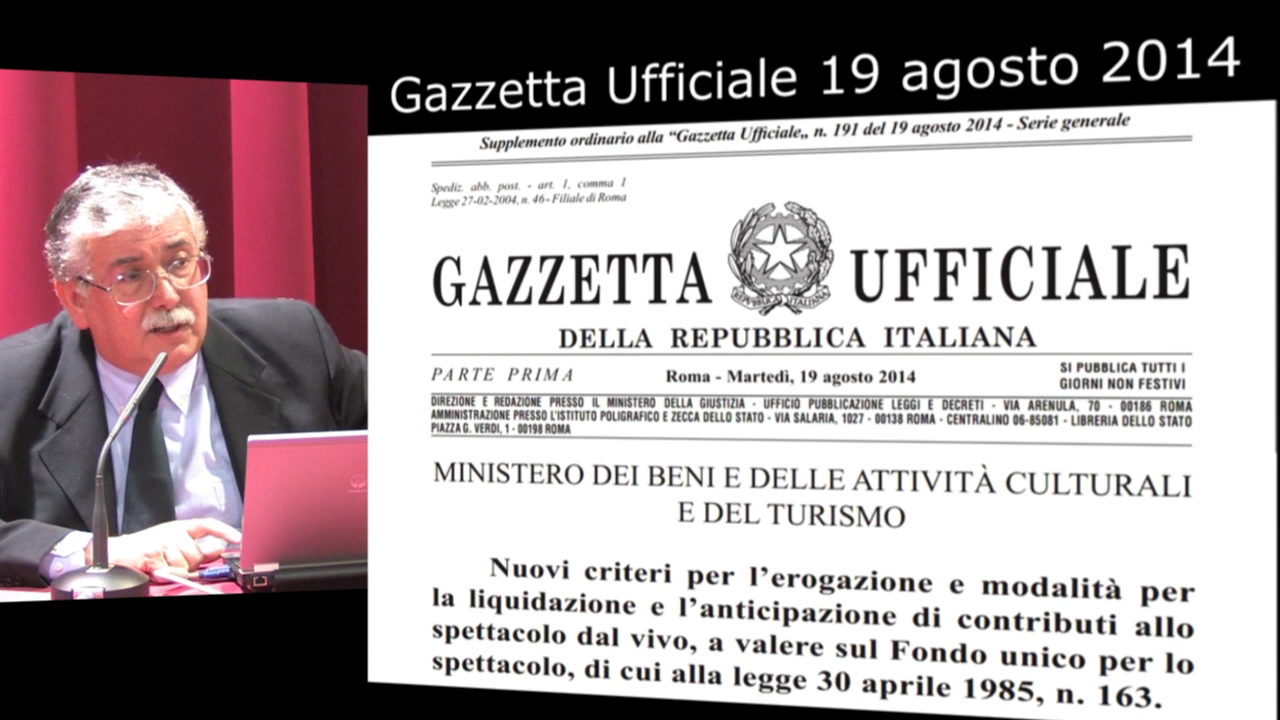 Gazzetta Ufficiale 19 agosto 2014
Supplemento ordinario alla “Gazzetta Ufficiale„ n. 191 del 19 agosto 2014 - Serie generale
Spediz. abb. post. - art. 1, comma 1
Legge 27-02-2004, n. 46 - Filiale di Roma
GAZZETTA UFFICIALE
REPVBBLICA ITALIANA
DELLA REPUBBLICA ITALIANA
PARTE PRIMA
Roma - Martedì, 19 agosto 2014
SI PUBBLICA TUTTI I
GIORNI NON FESTIVI
DIREZIONE E REDAZIONE PRESSO IL MINISTERO DELLA GIUSTIZIA - UFFICIO PUBBLICAZIONE LEGGI E DECRETI - VIA ARENULA, 70 - 00186 ROMA
AMMINISTRAZIONE PRESSO L'ISTITUTO POLIGRAFICO E ZECCA DELLO STATO - VIA SALARIA, 1027 - 00138 ROMA - CENTRALINO 06-85081 - LIBRERIA DELLO STATO
PIAZZA G. VERDI, 1 - 00198 ROMA
MINISTERO DEI BENI E DELLE ATTIVITÀ CULTURALI
E DEL TURISMO
Nuovi criteri per l’erogazione e modalità per
la liquidazione e l’anticipazione di contributi allo
spettacolo dal vivo, a valere sul Fondo unico per lo
spettacolo, di cui alla legge 30 aprile 1985, n. 163.